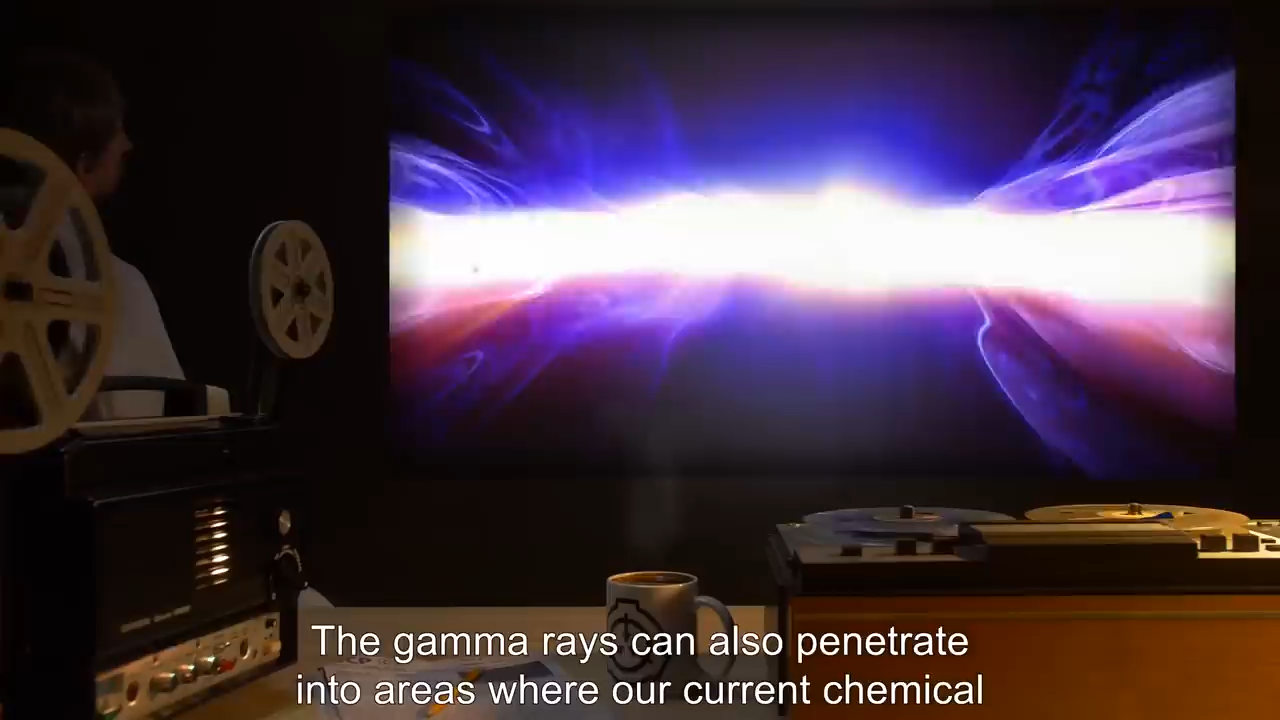 The gamma rays can also penetrate
into areas where our current chemical